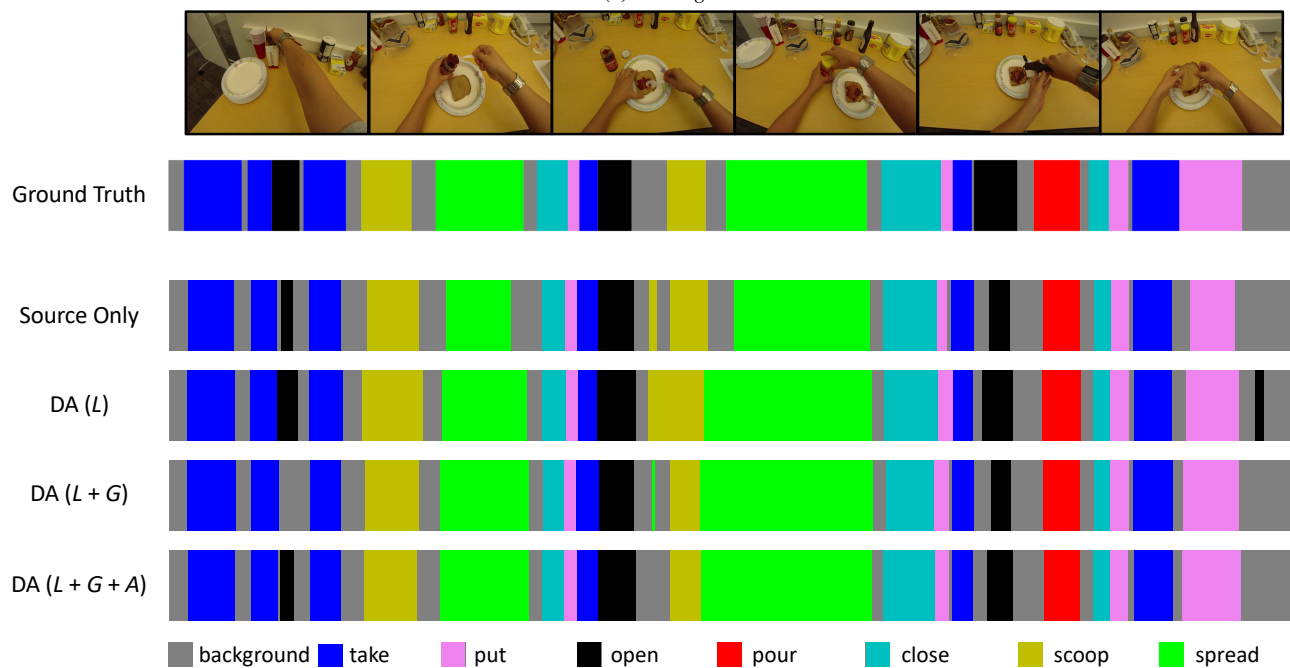 Ground Truth
Source Only
DA (L)
DA (L + G)
DA (L + G + A)
background take put open pour close scoop spread